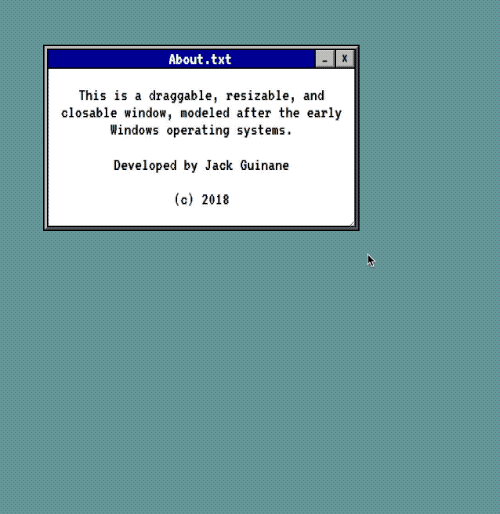 About.txt
This is a draggable, resizable, and
closable window, modeled after the early
Windows operating systems.
Developed by Jack Guinane
(c) 2018